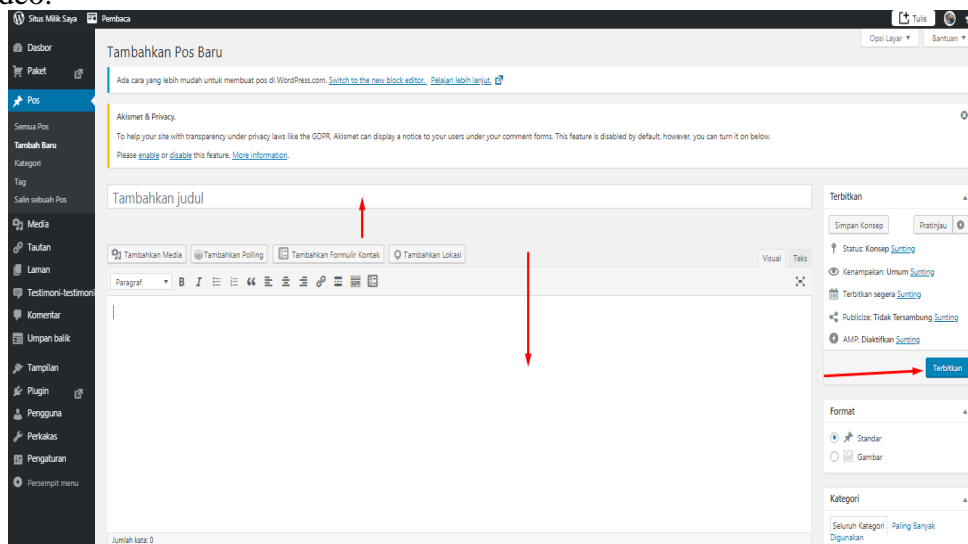 Situs Milik Saya Pembaca Tulis
Opsi Layar ▼ Bantuan ▼
Dasbor
Paket
Pos
Semua Pos
Tambah Baru
Kategori
Tag
Salin sebuah Pos
Media
Tautan
Laman
Testimoni-testimoni
Komentar
Umpan balik
Tampilan
Plugin
Pengguna
Perkakas
Pengaturan
Persempit menu
Tambahkan Pos Baru
Ada cara yang lebih mudah untuk membuat pos di WordPress.com. Switch to the new block editor. Pelajari lebih lanjut.
Akismet & Privacy.
To help your site with transparency under privacy laws like the GDPR, Akismet can display a notice to your users under your comment forms. This feature is disabled by default, however, you can turn it on below.
Please enable or disable this feature. More information.
Tambahkan judul
Tambahkan Media Tambahkan Polling Tambahkan Formulir Kontak Tambahkan Lokasi
Visual Teks
Paragraf ▼ B I
Jumlah kata: 0
Terbitkan
Simpan Konsep Pratinjau 0
Status: Konsep Sunting
Kenampakan: Umum Sunting
Terbitkan segera Sunting
Publicize: Tidak Tersambung Sunting
AMP: Diaktifkan Sunting
Terbitkan
Format
Standar
Gambar
Kategori
Seluruh Kategori Paling Banyak
Digunakan